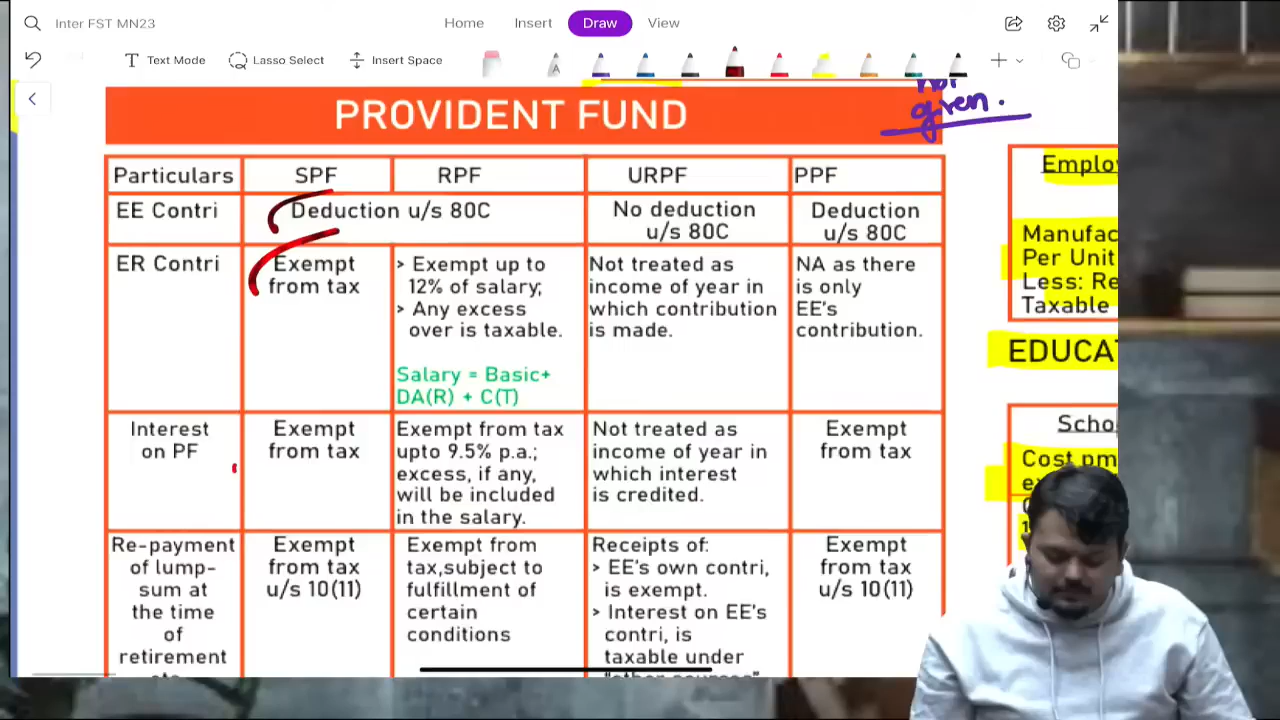 Inter FST MN23
Home
Insert
Draw
View
Text Mode
Lasso Select
Insert Space
given.
PROVIDENT FUND
Particulars
SPF
RPF
URPF
PPF
EE Contri
Deduction u/s 80C
No deduction
u/s 80C
Deduction
u/s 80C
ER Contri
Exempt
from tax
> Exempt up to
12% of salary;
> Any excess
over is taxable.
Salary = Basic+
DA(R) + C(T)
Not treated as
income of year in
which contribution
is made.
NA as there
is only
EE's
contribution.
Interest
on PF
Exempt
from tax
Exempt from tax
upto 9.5% p.a.;
excess, if any,
will be included
in the salary.
Not treated as
income of year in
which interest
is credited.
Exempt
from tax
Re-payment
of lump-
sum at
the time
of
retirement
Exempt
from tax
u/s 10(11)
Exempt from
tax,subject to
fulfillment of
certain
conditions
Receipts of:
> EE's own contri,
is exempt.
> Interest on EE's
contri, is
taxable under
Exempt
from tax
u/s 10(11)
Employ
Manufac
Per Unit
Less: Re
Taxable
EDUCAT
Scho
Cost pm